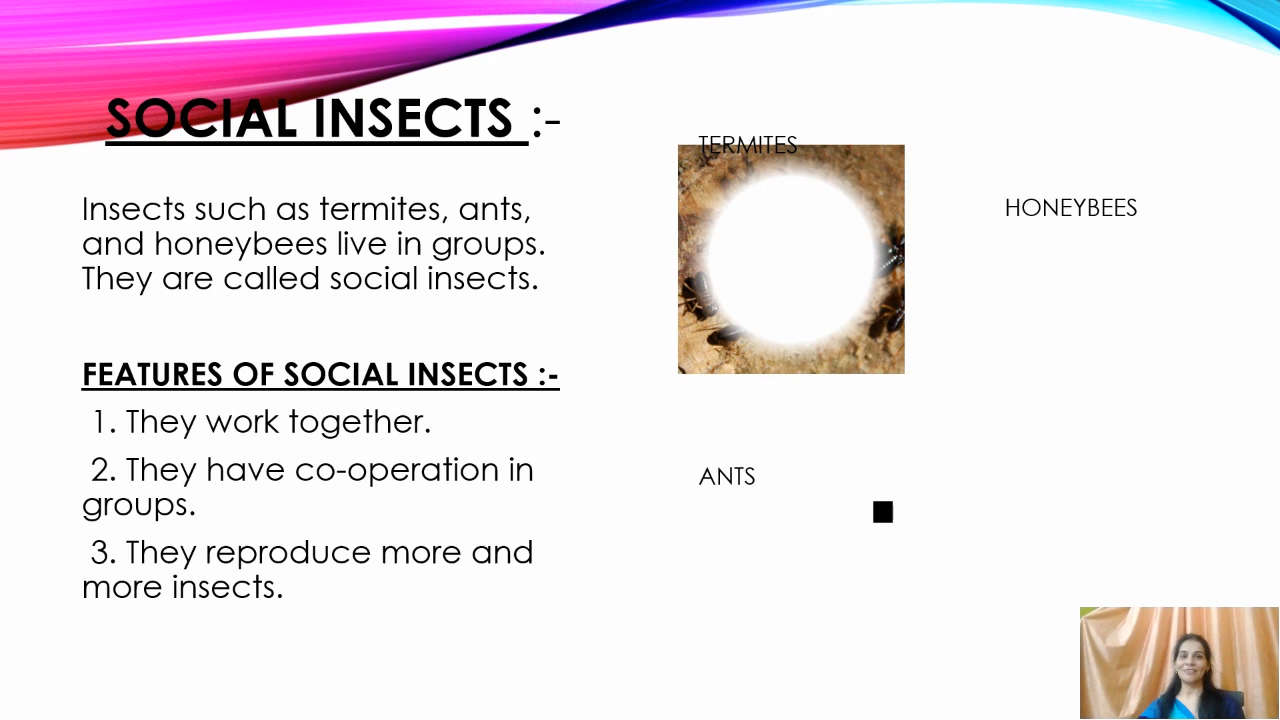 SOCIAL INSECTS :-
Insects such as termites, ants,
and honeybees live in groups.
They are called social insects.
FEATURES OF SOCIAL INSECTS :-
1. They work together.
2. They have co-operation in
groups.
3. They reproduce more and
more insects.
TERMITES
HONEYBEES
ANTS